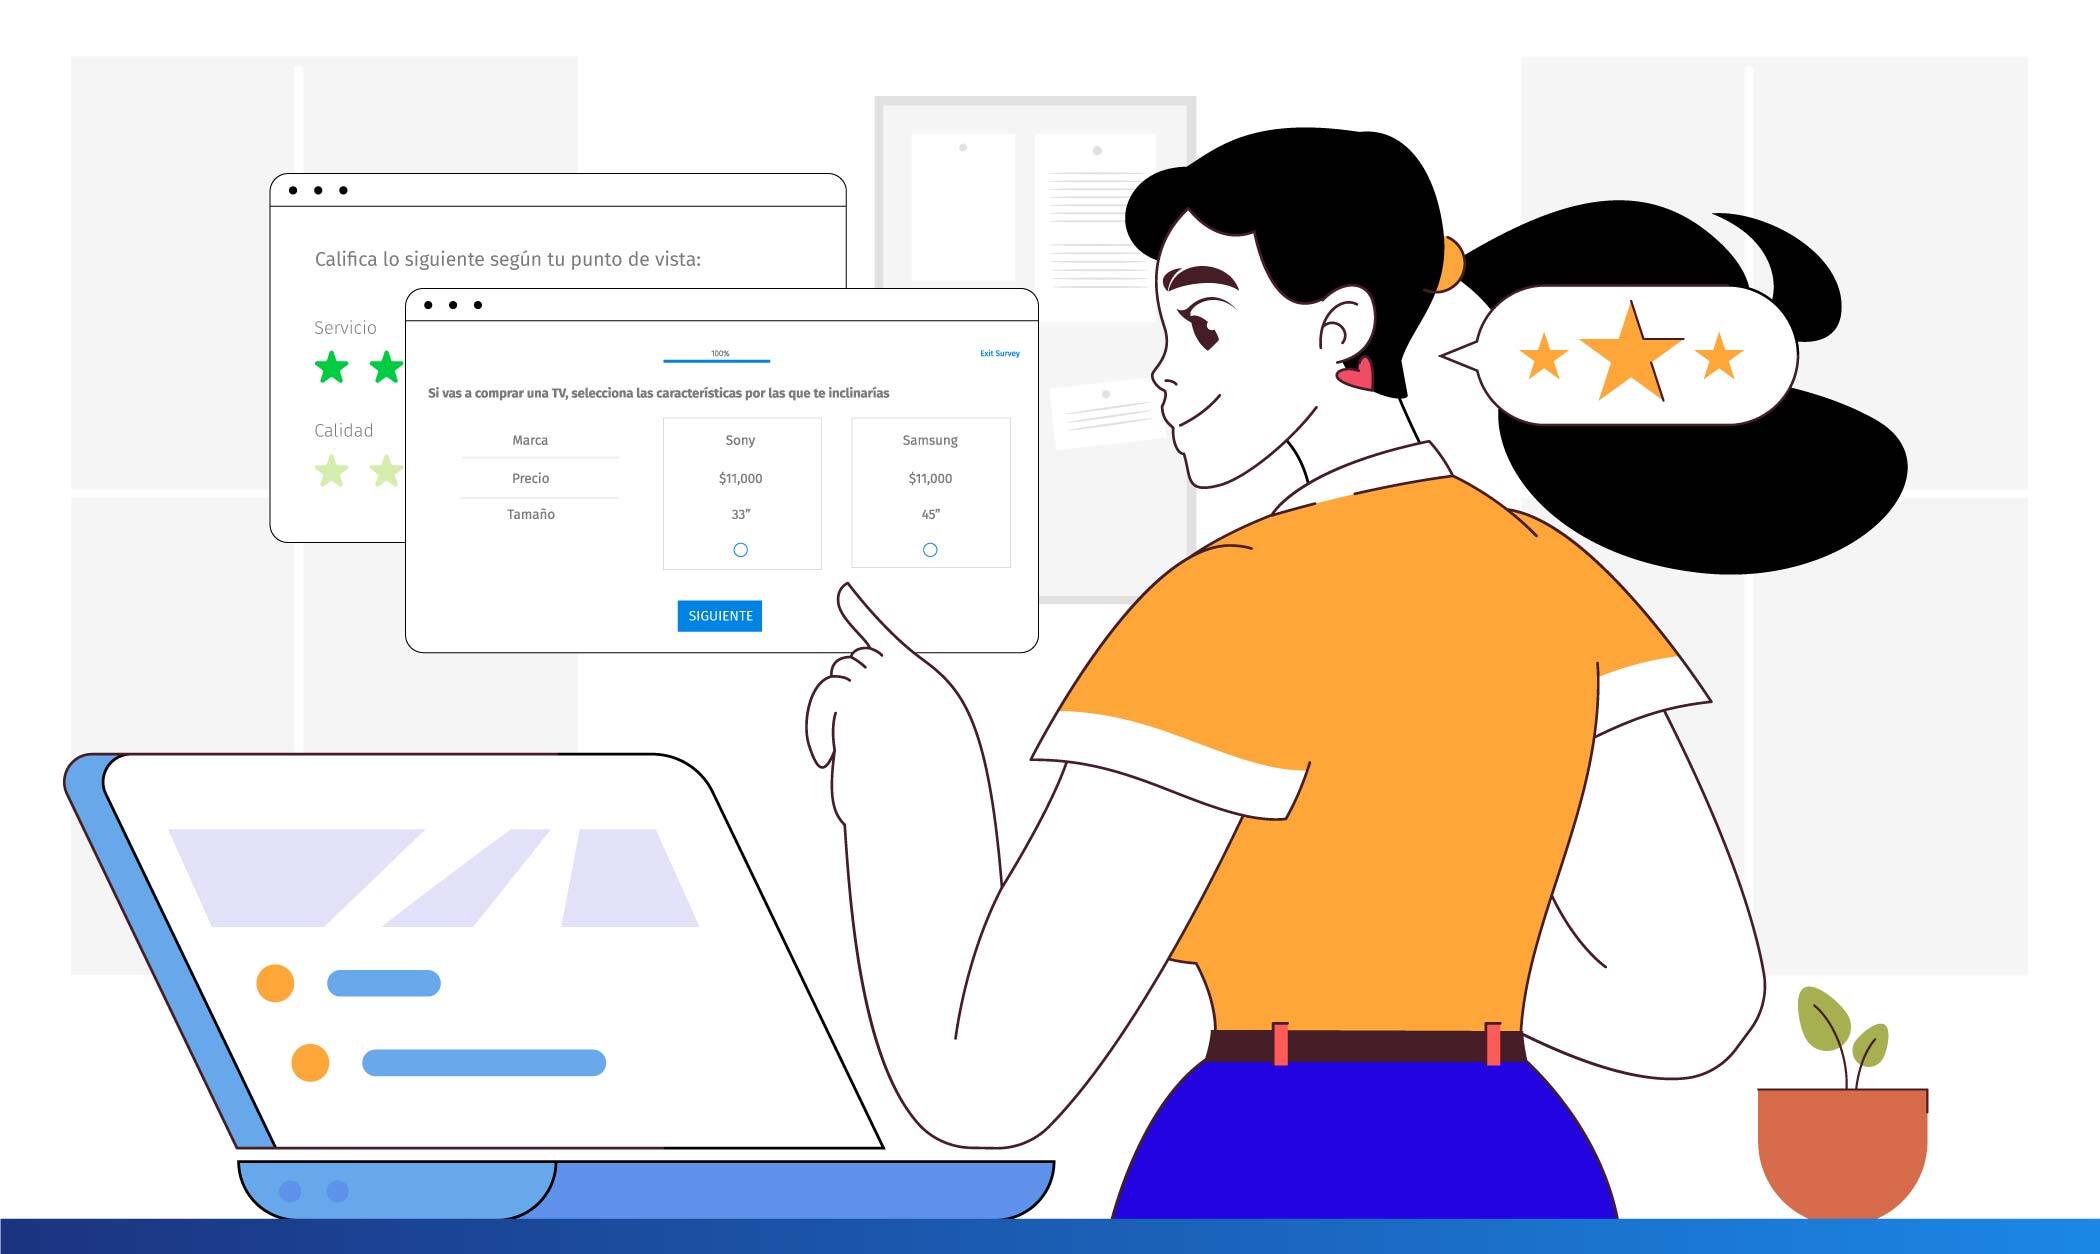 Califica lo siguiente según tu punto de vista:
Servicio
Calidad
100%
Exit Survey
Si vas a comprar una TV, selecciona las características por las que te inclinarías
Marca Sony Samsung
Precio $11,000 $11,000
Tamaño 33” 45”
SIGUIENTE